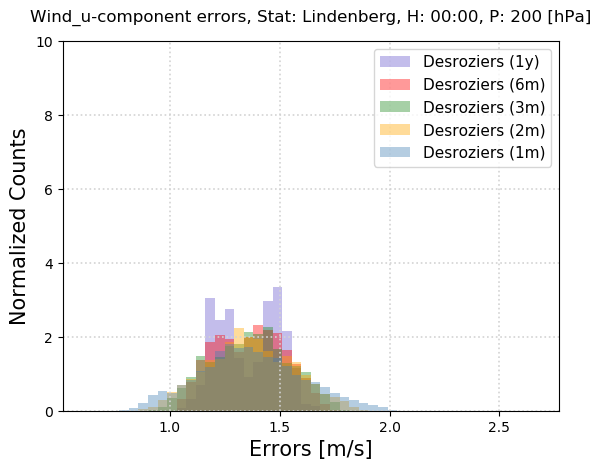 Wind_u-component errors, Stat: Lindenberg, H: 00:00, P: 200 [hPa]
10
8
6
4
2
0
Normalized Counts
Desroziers (1y)
Desroziers (6m)
Desroziers (3m)
Desroziers (2m)
Desroziers (1m)
1.0 1.5 2.0 2.5
Errors [m/s]